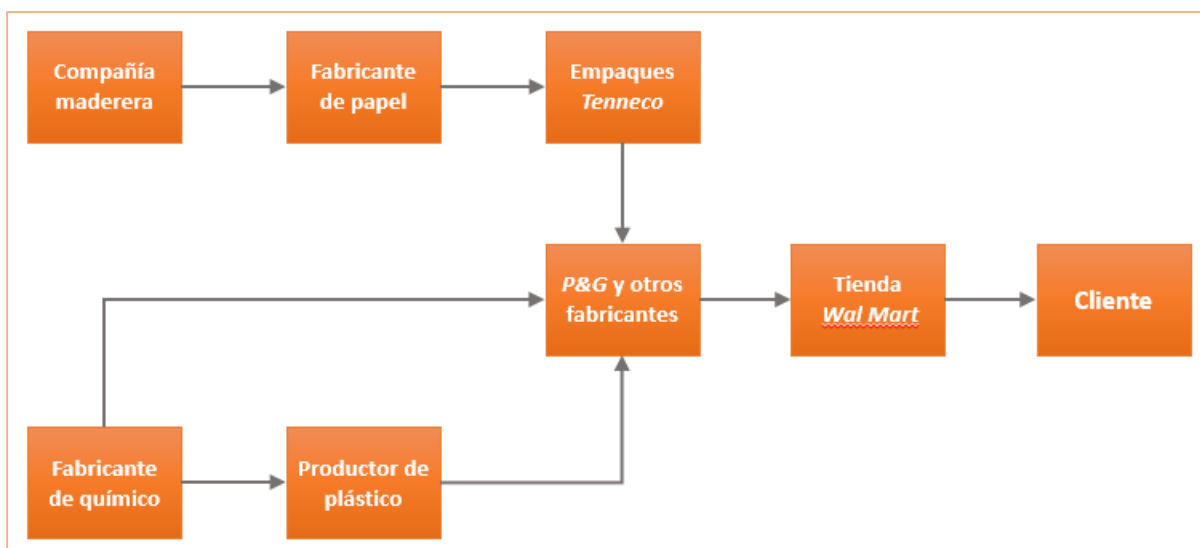 Compañía
maderera
Fabricante
de papel
Empaques
Tenneco
P&G y otros
fabricantes
Tienda
Wal Mart
Cliente
Fabricante
de químico
Productor de
plástico